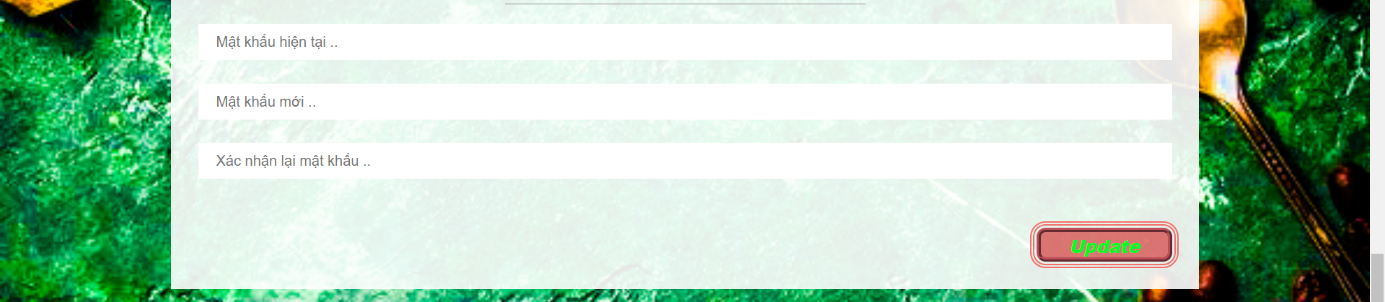 Mật khẩu hiện tại ..
Mật khẩu mới ..
Xác nhận lại mật khẩu ..
Update